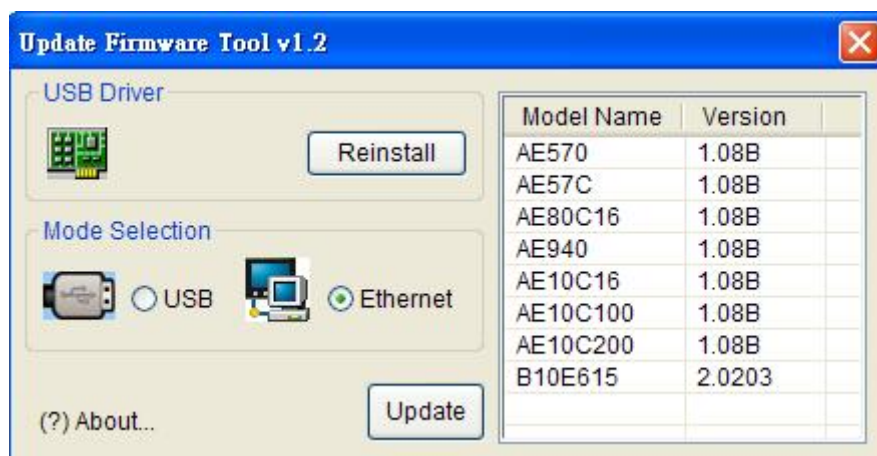 Update Firmware Tool v1.2
USB Driver
Reinstall
Mode Selection
USB
Ethernet
(?) About...
Update
Model Name Version
AE570 1.08B
AE57C 1.08B
AE80C16 1.08B
AE940 1.08B
AE10C16 1.08B
AE10C100 1.08B
AE10C200 1.08B
B10E615 2.0203